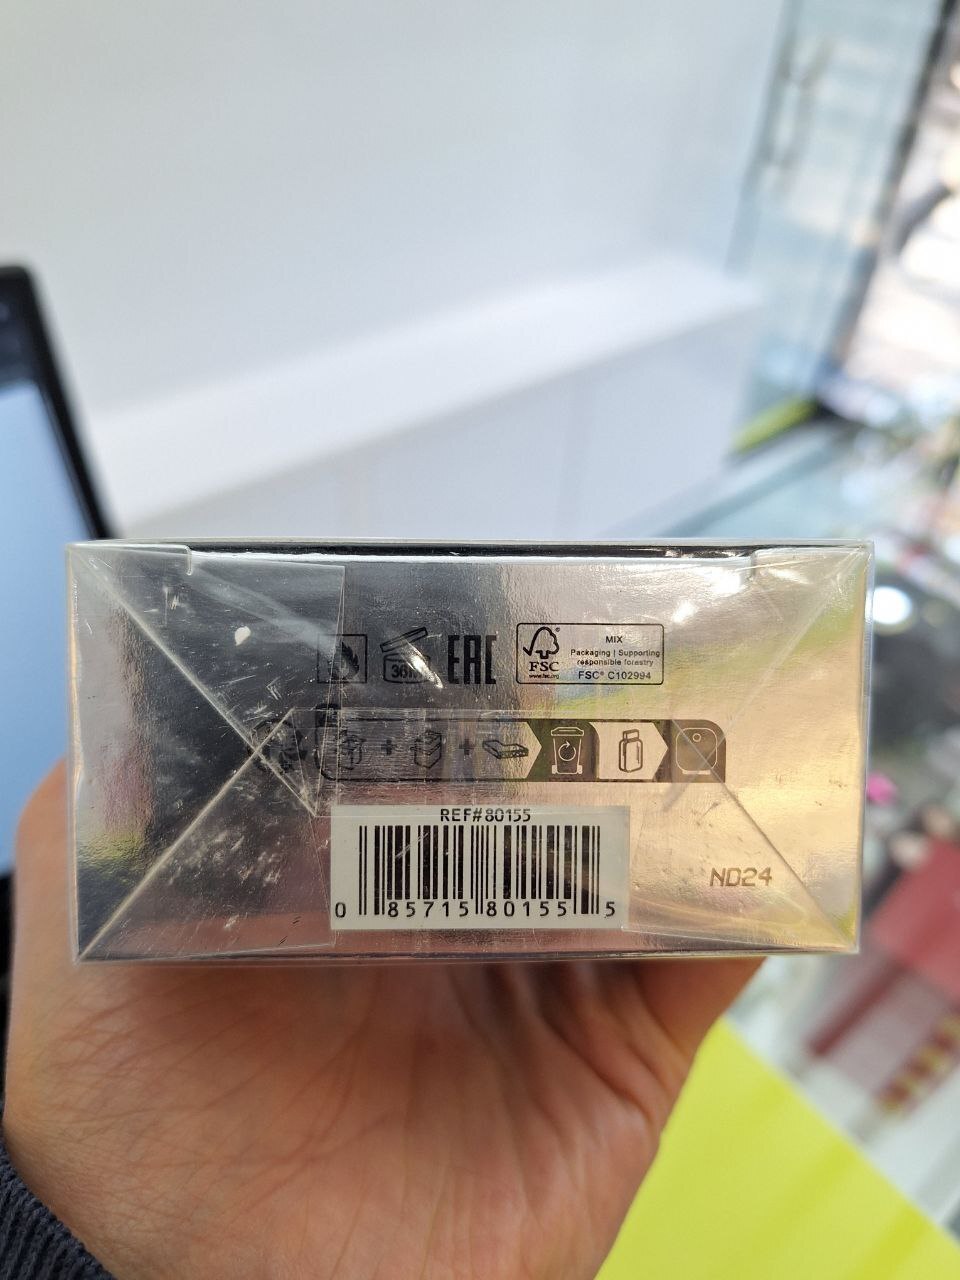 36M
EAC
FSC
www.fsc.org
MIX
Packaging | Supporting
responsible forestry
FSC® C102994
REF#80155
0 85715 80155 5
ND24